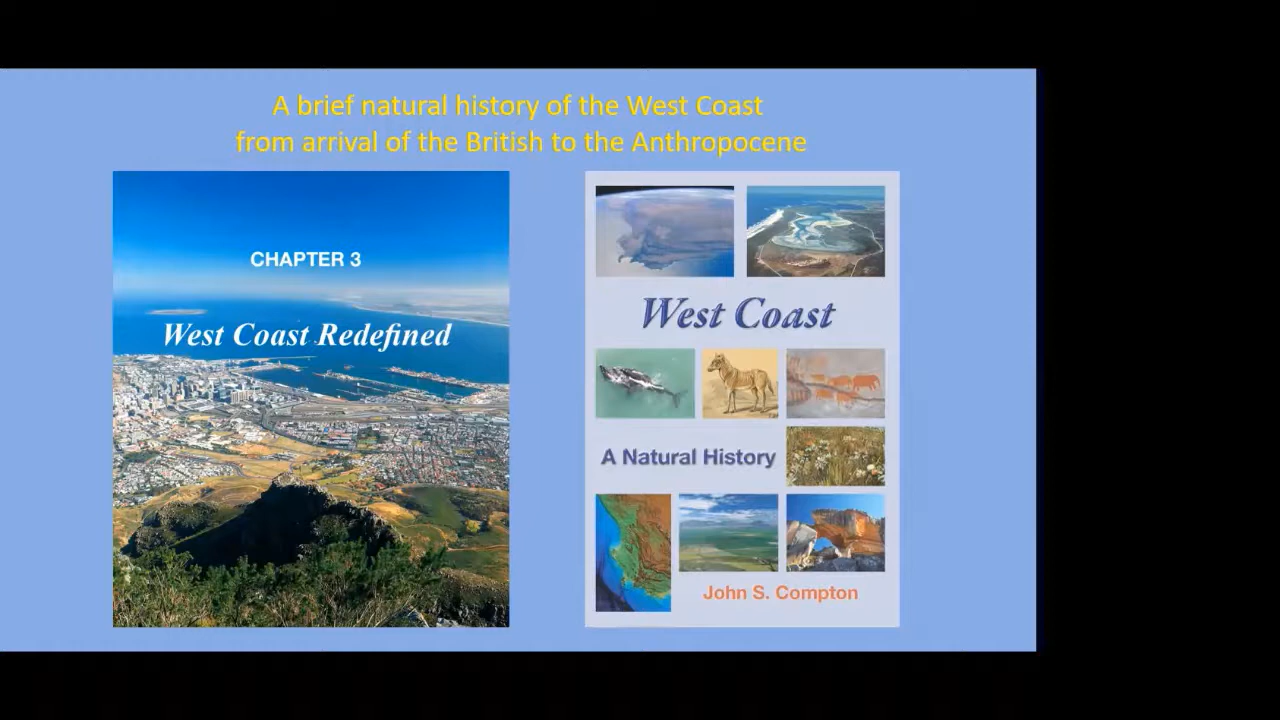 A brief natural history of the West Coast
from arrival of the British to the Anthropocene
CHAPTER 3
West Coast Redefined
West Coast
A Natural History
John S. Compton